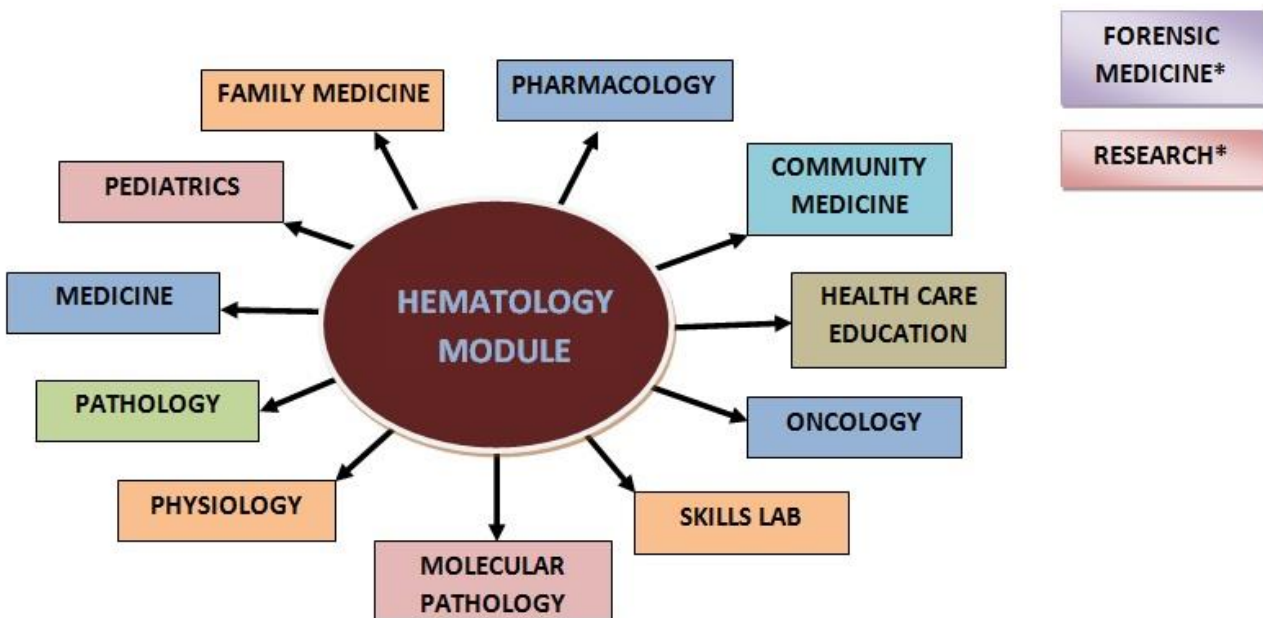 FORENSIC
MEDICINE*
RESEARCH*
FAMILY MEDICINE
PHARMACOLOGY
PEDIATRICS
COMMUNITY
MEDICINE
MEDICINE
HEMATOLOGY
MODULE
HEALTH CARE
EDUCATION
PATHOLOGY
ONCOLOGY
PHYSIOLOGY
SKILLS LAB
MOLECULAR
PATHOLOGY